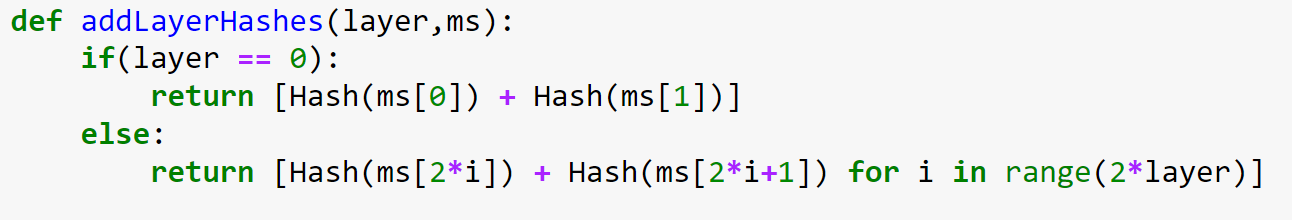 def addLayerHashes(layer,ms):
    if(layer == 0):
        return [Hash(ms[0]) + Hash(ms[1])]
    else:
        return [Hash(ms[2*i]) + Hash(ms[2*i+1]) for i in range(2*layer)]